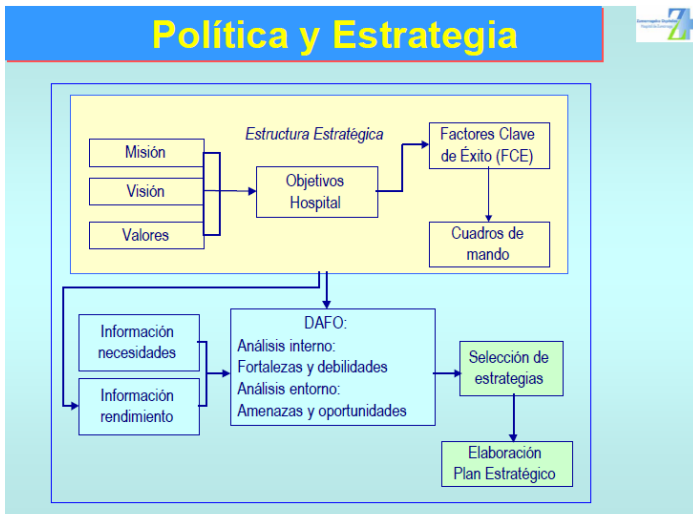 Política y Estrategia
Estructura Estratégica
Misión
Visión
Valores
Objetivos
Hospital
Factores Clave
de Éxito (FCE)
Cuadros de
mando
Información
necesidades
Información
rendimiento
DAFO:
Análisis interno:
Fortalezas y debilidades
Análisis entorno:
Amenazas y oportunidades
Selección de
estrategias
Elaboración
Plan Estratégico